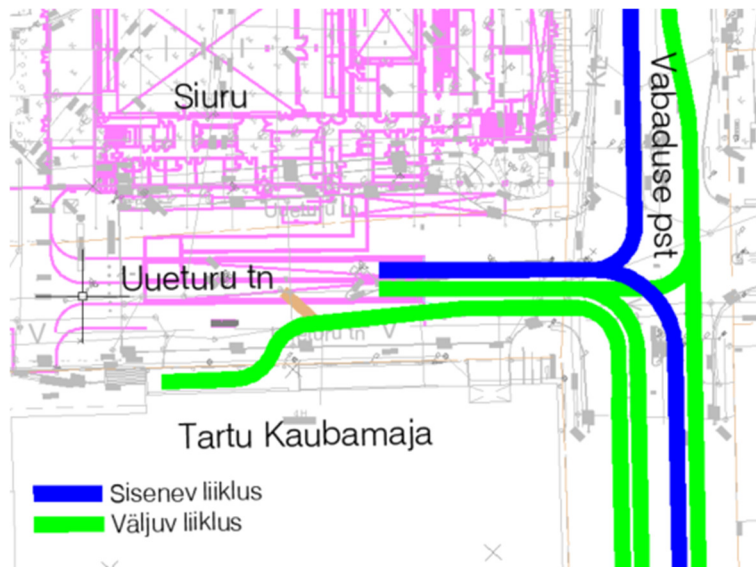 Siuru
Vabaduse pst.
Uueturu tn
Tartu Kaubamaja
Sisenev liiklus
Väljuv liiklus